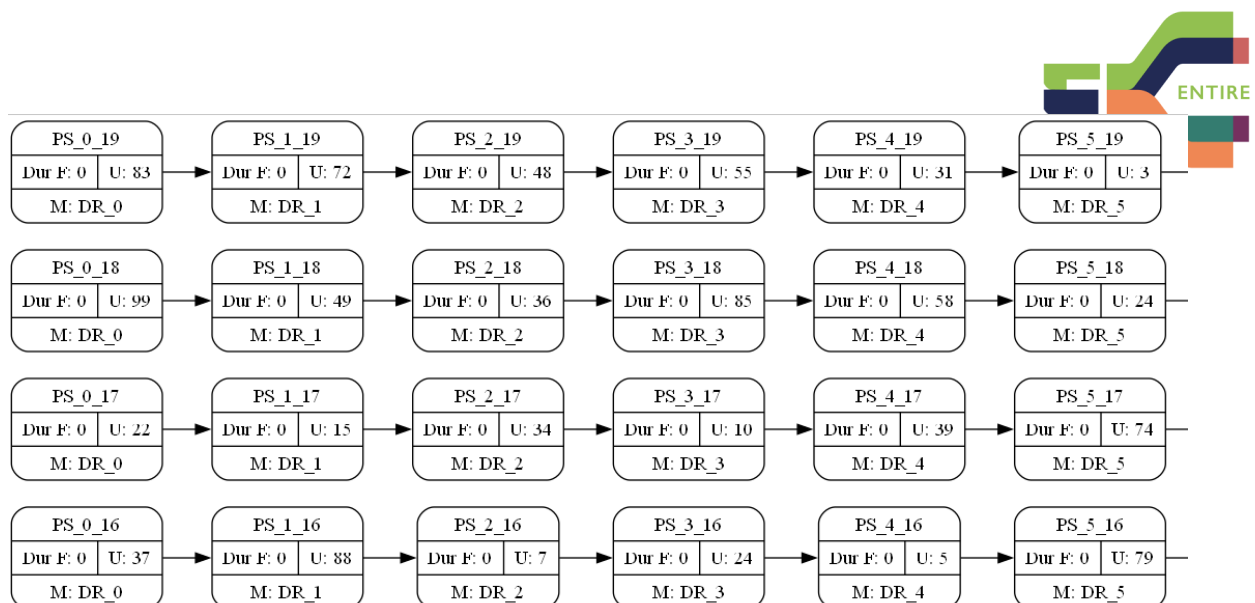 ENTIRE
PS_0_19 PS_1_19 PS_2_19 PS_3_19 PS_4_19 PS_5_19
Dur F: 0 U: 83 Dur F: 0 U: 72 Dur F: 0 U: 48 Dur F: 0 U: 55 Dur F: 0 U: 31 Dur F: 0 U: 3
M: DR_0 M: DR_1 M: DR_2 M: DR_3 M: DR_4 M: DR_5
PS_0_18 PS_1_18 PS_2_18 PS_3_18 PS_4_18 PS_5_18
Dur F: 0 U: 99 Dur F: 0 U: 49 Dur F: 0 U: 36 Dur F: 0 U: 85 Dur F: 0 U: 58 Dur F: 0 U: 24
M: DR_0 M: DR_1 M: DR_2 M: DR_3 M: DR_4 M: DR_5
PS_0_17 PS_1_17 PS_2_17 PS_3_17 PS_4_17 PS_5_17
Dur F: 0 U: 22 Dur F: 0 U: 15 Dur F: 0 U: 34 Dur F: 0 U: 10 Dur F: 0 U: 39 Dur F: 0 U: 74
M: DR_0 M: DR_1 M: DR_2 M: DR_3 M: DR_4 M: DR_5
PS_0_16 PS_1_16 PS_2_16 PS_3_16 PS_4_16 PS_5_16
Dur F: 0 U: 37 Dur F: 0 U: 88 Dur F: 0 U: 7 Dur F: 0 U: 24 Dur F: 0 U: 5 Dur F: 0 U: 79
M: DR_0 M: DR_1 M: DR_2 M: DR_3 M: DR_4 M: DR_5